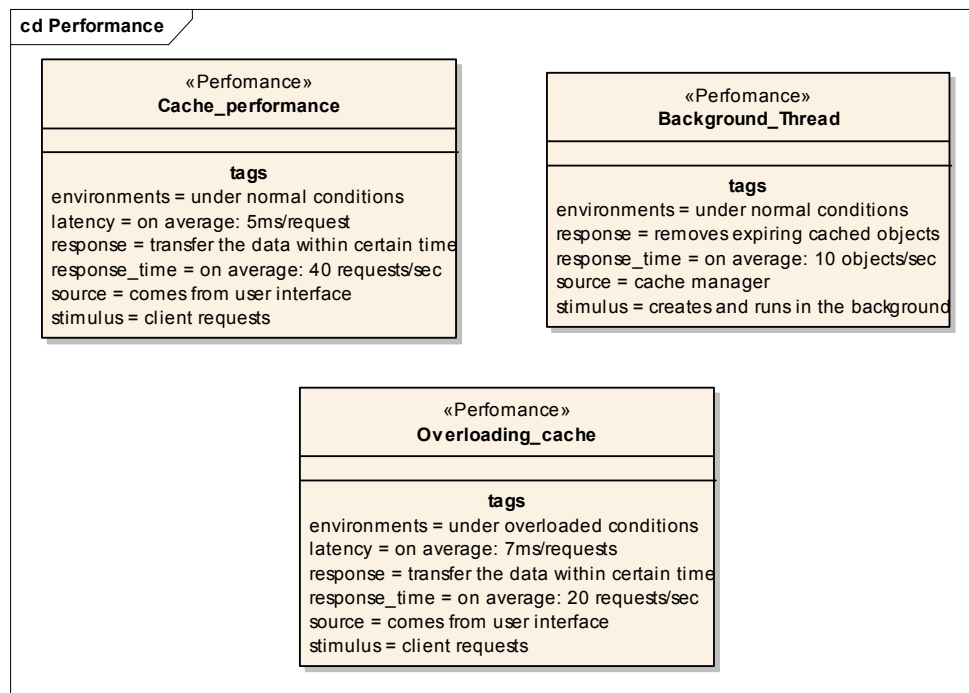 cd Performance
«Perfomance»
Cache_performance
tags
environments = under normal conditions
latency = on average: 5ms/request
response = transfer the data within certain time
response_time = on average: 40 requests/sec
source = comes from user interface
stimulus = client requests
«Perfomance»
Background_Thread
tags
environments = under normal conditions
response = removes expiring cached objects
response_time = on average: 10 objects/sec
source = cache manager
stimulus = creates and runs in the background
«Perfomance»
Overloading_cache
tags
environments = under overloaded conditions
latency = on average: 7ms/requests
response = transfer the data within certain time
response_time = on average: 20 requests/sec
source = comes from user interface
stimulus = client requests